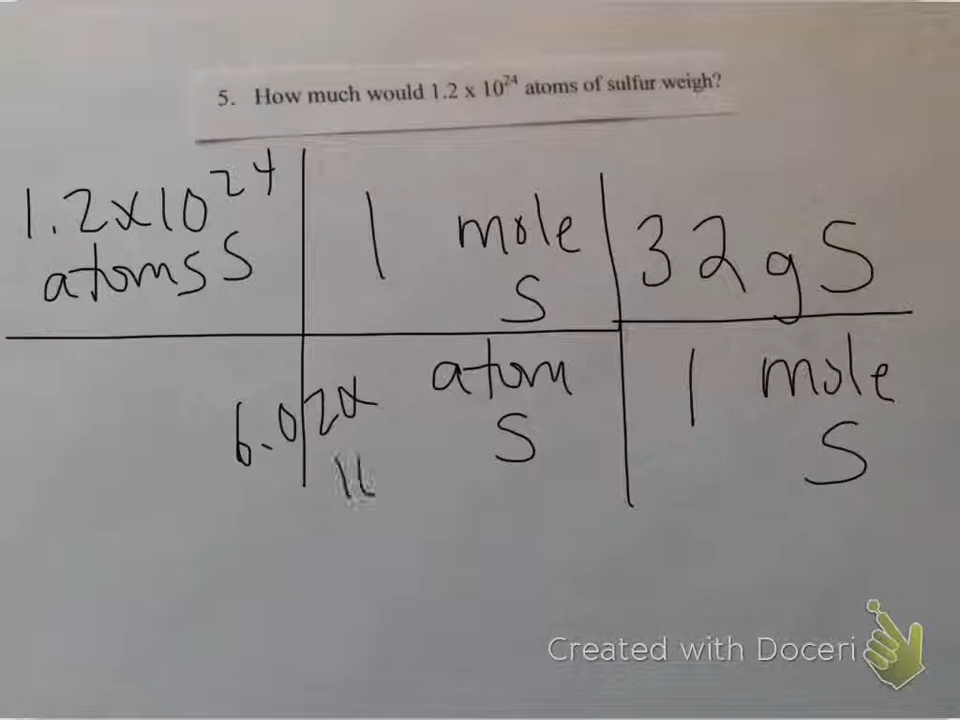 5. How much would 1.2 x 10²⁴ atoms of sulfur weigh?
1.2x10²⁴
atoms S
1 mole
S
32 g S
6.02x
atom
S
1 mole
S
Created with Doceri